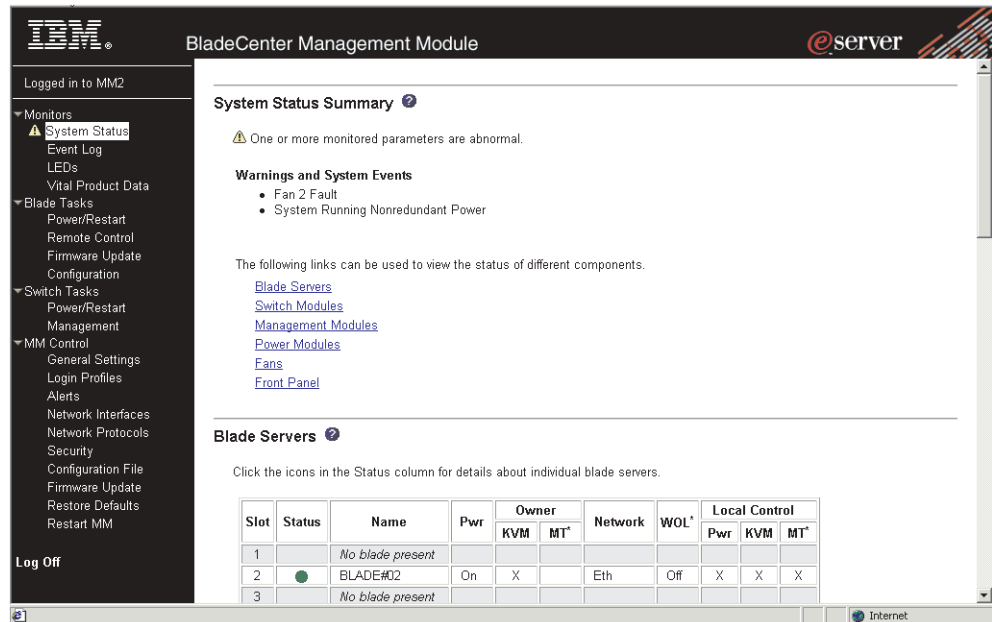 IBM®
BladeCenter Management Module
eserver
Logged in to MM2
Monitors
System Status
Event Log
LEDs
Vital Product Data
Blade Tasks
Power/Restart
Remote Control
Firmware Update
Configuration
Switch Tasks
Power/Restart
Management
MM Control
General Settings
Login Profiles
Alerts
Network Interfaces
Network Protocols
Security
Configuration File
Firmware Update
Restore Defaults
Restart MM
Log Off
System Status Summary ?
One or more monitored parameters are abnormal.
Warnings and System Events
• Fan 2 Fault
• System Running Nonredundant Power
The following links can be used to view the status of different components.
Blade Servers
Switch Modules
Management Modules
Power Modules
Fans
Front Panel
Blade Servers ?
Click the icons in the Status column for details about individual blade servers.
Slot Status Name Pwr Owner Network WOL* Local Control
KVM MT* Pwr KVM MT*
1 No blade present
2 BLADE#02 On X Eth Off X X X
3 No blade present
Internet